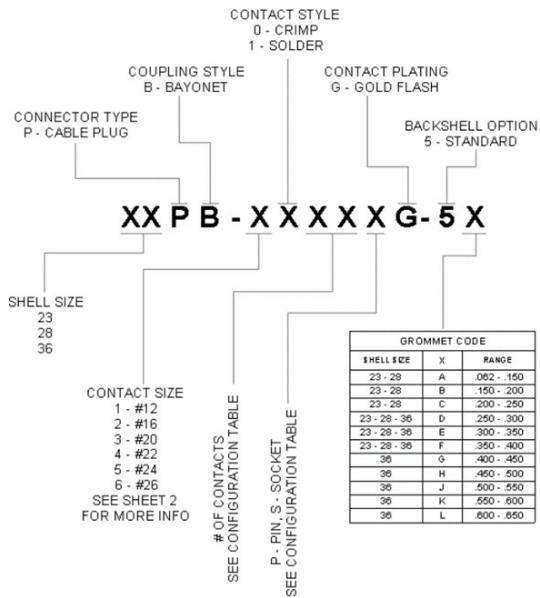 CONTACT STYLE
0 - CRIMP
1 - SOLDER
COUPLING STYLE
B - BAYONET
CONTACT PLATING
G - GOLD FLASH
CONNECTOR TYPE
P - CABLE PLUG
BACKSHELL OPTION
5 - STANDARD
XXPB-XXXXXG-5X
SHELL SIZE
23
28
36
CONTACT SIZE
1 - #12
2 - #16
3 - #20
4 - #22
5 - #24
6 - #26
SEE SHEET 2
FOR MORE INFO
# OF CONTACTS
SEE CONFIGURATION TABLE
P - PIN, S - SOCKET
SEE CONFIGURATION TABLE
GROMMET CODE
SHELL SIZE X RANGE
23 - 28 A .062 - .150
23 - 28 B .150 - .200
23 - 28 C .200 - .250
23 - 28 - 36 D .250 - .300
23 - 28 - 36 E .300 - .350
23 - 28 - 36 F .350 - .400
36 G .400 - .450
36 H .450 - .500
36 J .500 - .550
36 K .550 - .600
36 L .600 - .650